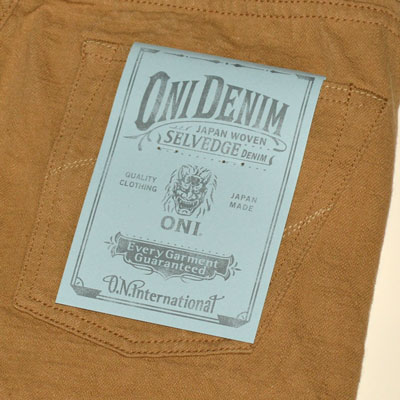 ONI DENIM
JAPAN WOVEN
SELVEDGE DENIM
QUALITY CLOTHING
JAPAN MADE
ONI
Every Garment
Guaranteed
O.N.International